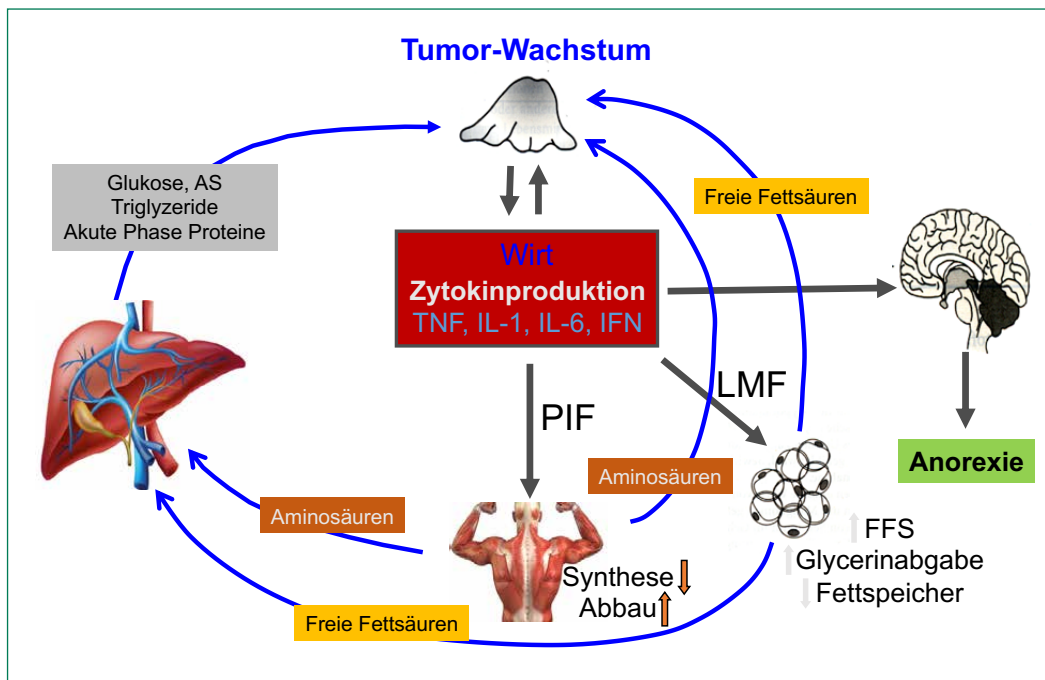 Tumor-Wachstum
Glukose, AS
Triglyzeride
Akute Phase Proteine
Freie Fettsäuren
Wirt
Zytokinproduktion
TNF, IL-1, IL-6, IFN
LMF
PIF
Anorexie
Aminosäuren
Aminosäuren
FFS
Glycerinabgabe
Fettspeicher
Synthese
Abbau
Freie Fettsäuren